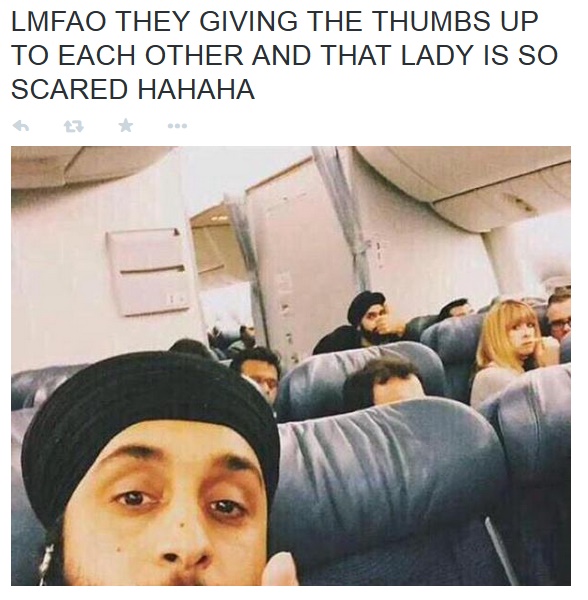 LMFAO THEY GIVING THE THUMBS UP
TO EACH OTHER AND THAT LADY IS SO
SCARED HAHAHA